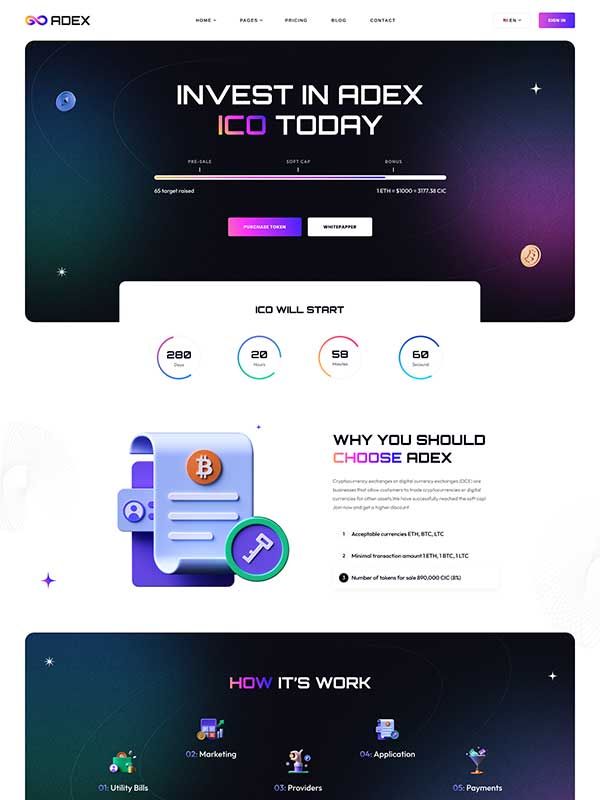 ADEX
HOME
PAGES
PRICING
BLOG
CONTACT
EN
SIGN IN
INVEST IN ADEX
ICO TODAY
PRE-SALE
SOFT CAP
BONUS
65 target raised
1 ETH = $1000 = 3177.38 CIC
PURCHASE TOKEN
WHITEPAPPER
ICO WILL START
280
Days
20
Hours
58
Minutes
60
Second
WHY YOU SHOULD
CHOOSE ADEX
Cryptocurrency exchanges or digital currency exchanges (DCE) are
businesses that allow customers to trade cryptocurrencies or digital
currencies for other assets.We have successfully reached the soft cap!
Join now and get a higher discount
1 Acceptable currencies ETH, BTC, LTC
2 Minimal transaction amount 1 ETH, 1 BTC, 1 LTC
3 Number of tokens for sale 890,000 CIC (8%)
HOW IT'S WORK
02: Marketing
04: Application
01: Utility Bills
03: Providers
05: Payments